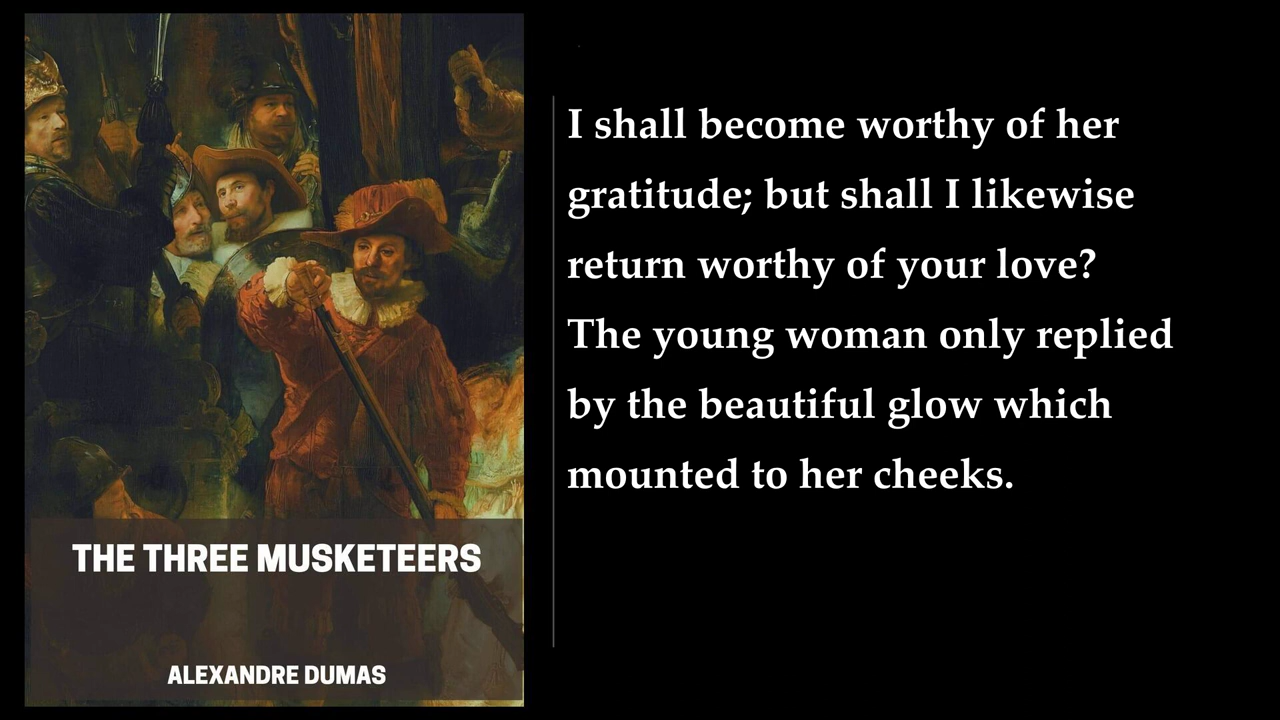 THE THREE MUSKETEERS
ALEXANDRE DUMAS
I shall become worthy of her
gratitude; but shall I likewise
return worthy of your love?
The young woman only replied
by the beautiful glow which
mounted to her cheeks.